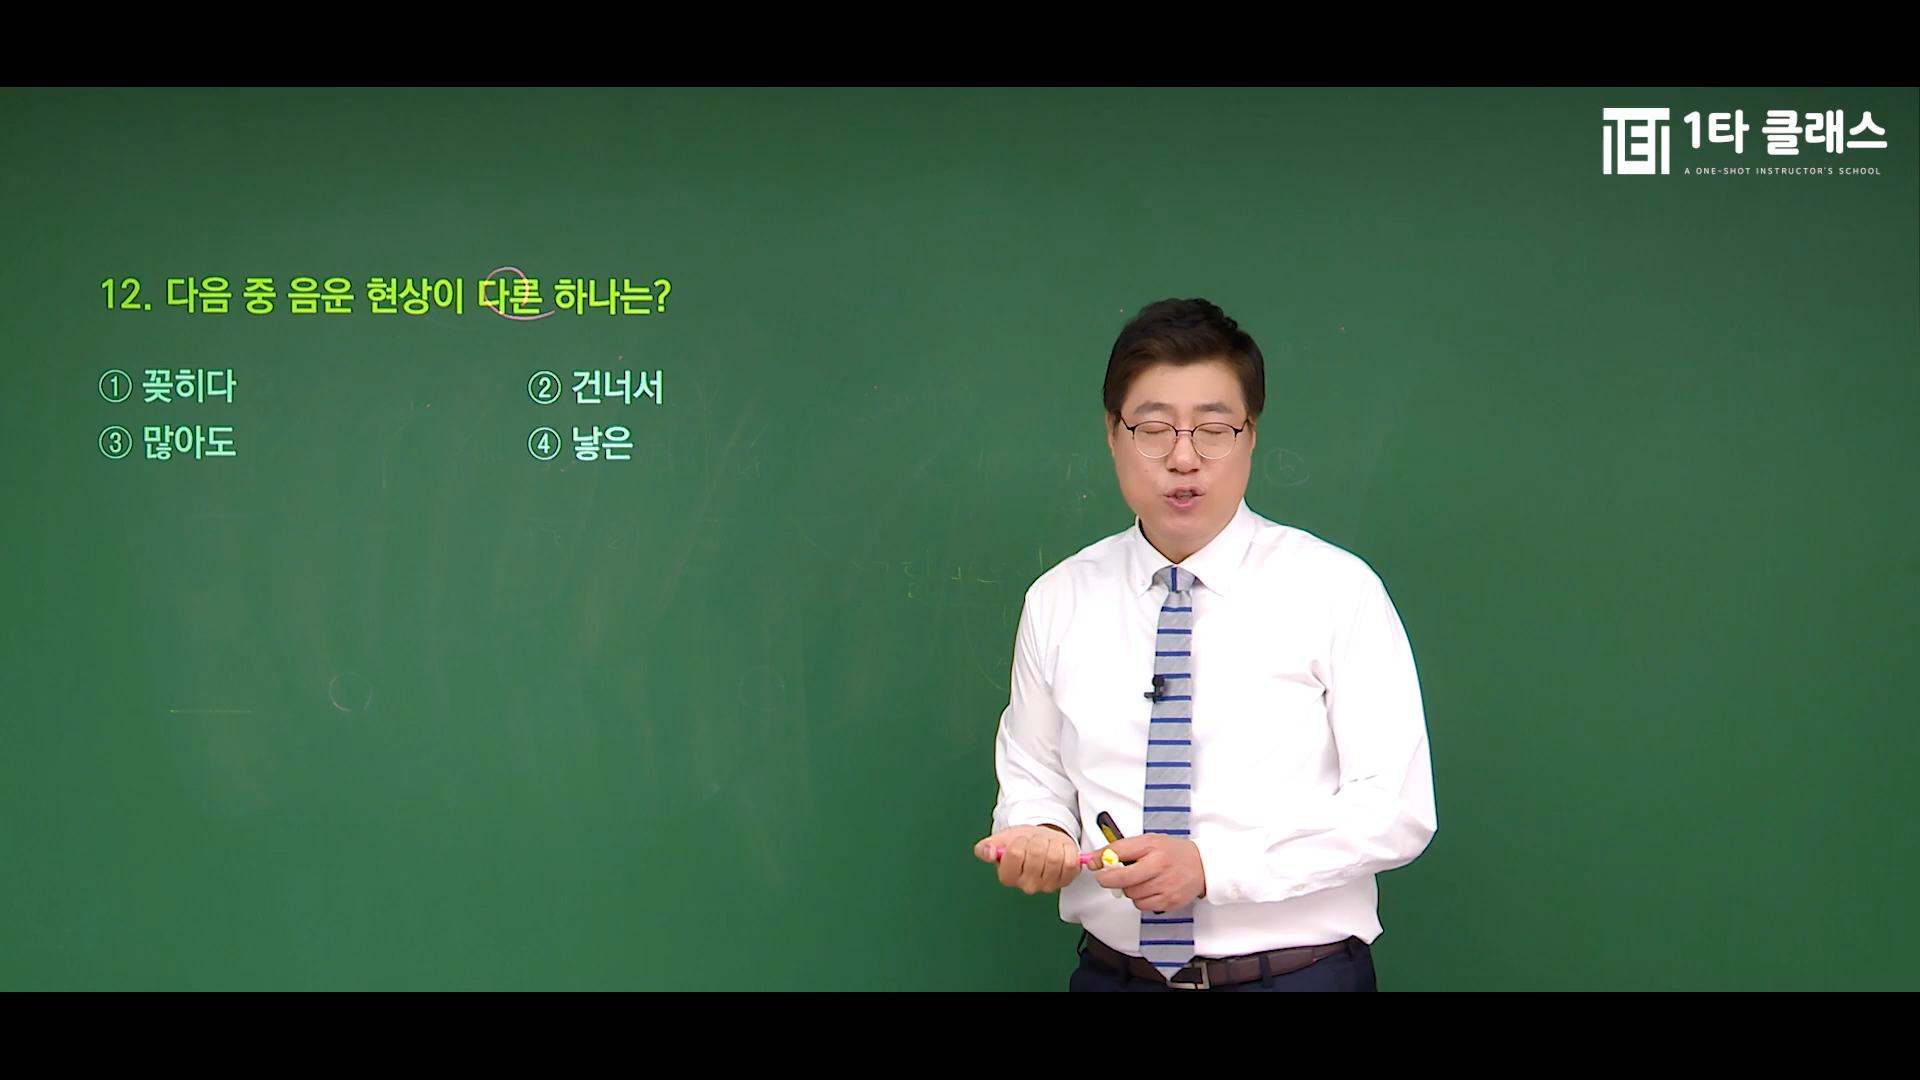 1타 클래스
A ONE-SHOT INSTRUCTOR'S SCHOOL
12. 다음 중 음운 현상이 다른 하나는?
① 꽂히다 ② 건너서
③ 많아도 ④ 낳은